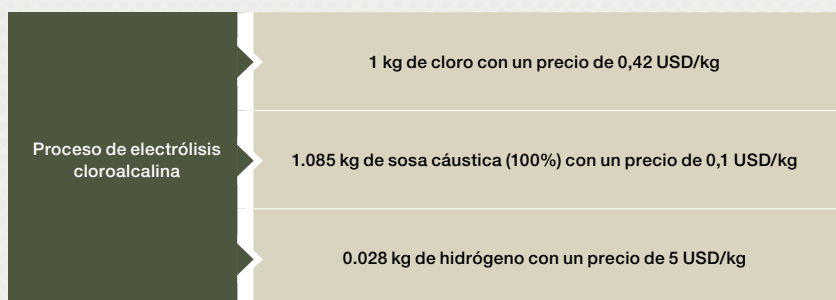 1 kg de cloro con un precio de 0,42 USD/kg
Proceso de electrólisis
cloroalcalina
1.085 kg de sosa cáustica (100%) con un precio de 0,1 USD/kg
0.028 kg de hidrógeno con un precio de 5 USD/kg